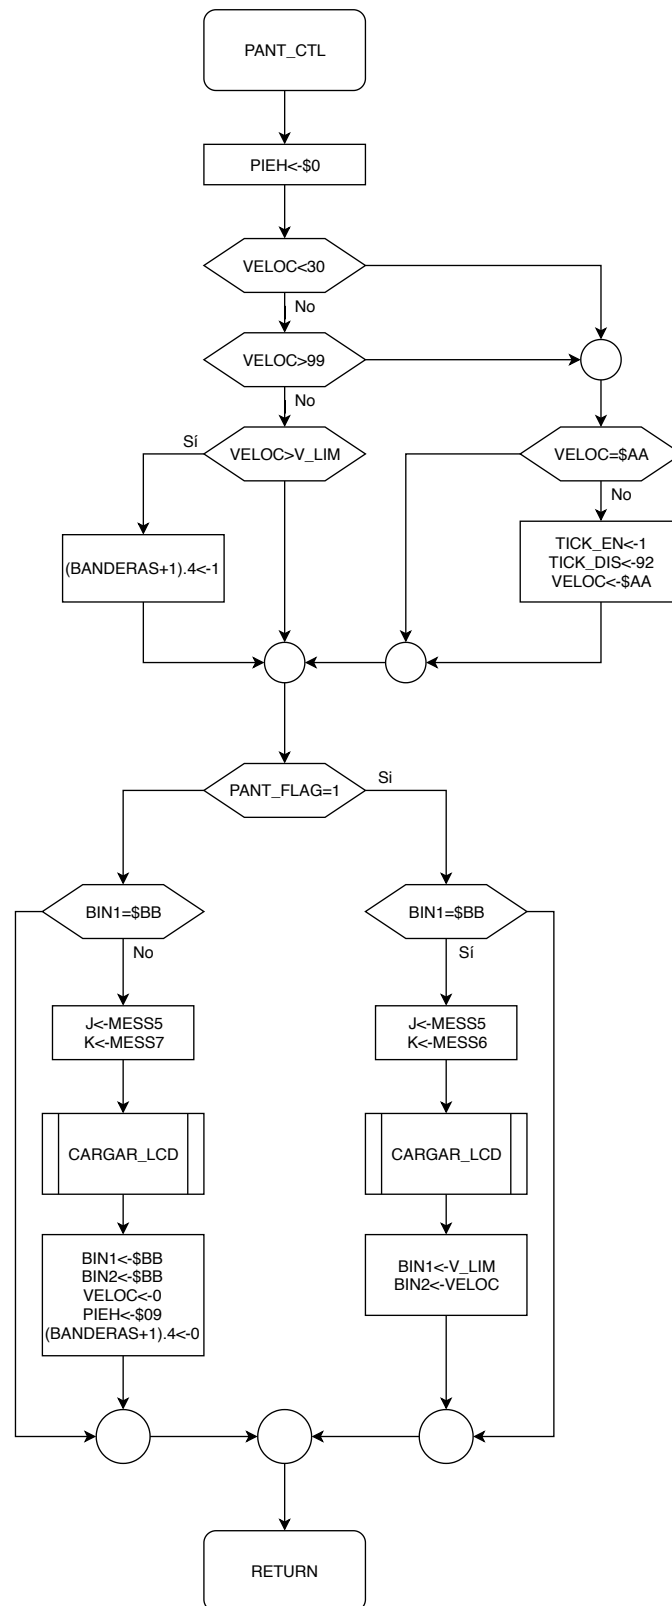 PANT_CTL
PIEH<-$0
VELOC<30
No
VELOC>99
No
Sí
VELOC>V_LIM
VELOC=$AA
No
(BANDERAS+1).4<-1
TICK_EN<-1
TICK_DIS<-92
VELOC<-$AA
PANT_FLAG=1
Si
BIN1=$BB
No
BIN1=$BB
Sí
J<-MESS5
K<-MESS7
J<-MESS5
K<-MESS6
CARGAR_LCD
CARGAR_LCD
BIN1<-$BB
BIN2<-$BB
VELOC<-0
PIEH<-$09
(BANDERAS+1).4<-0
BIN1<-V_LIM
BIN2<-VELOC
RETURN